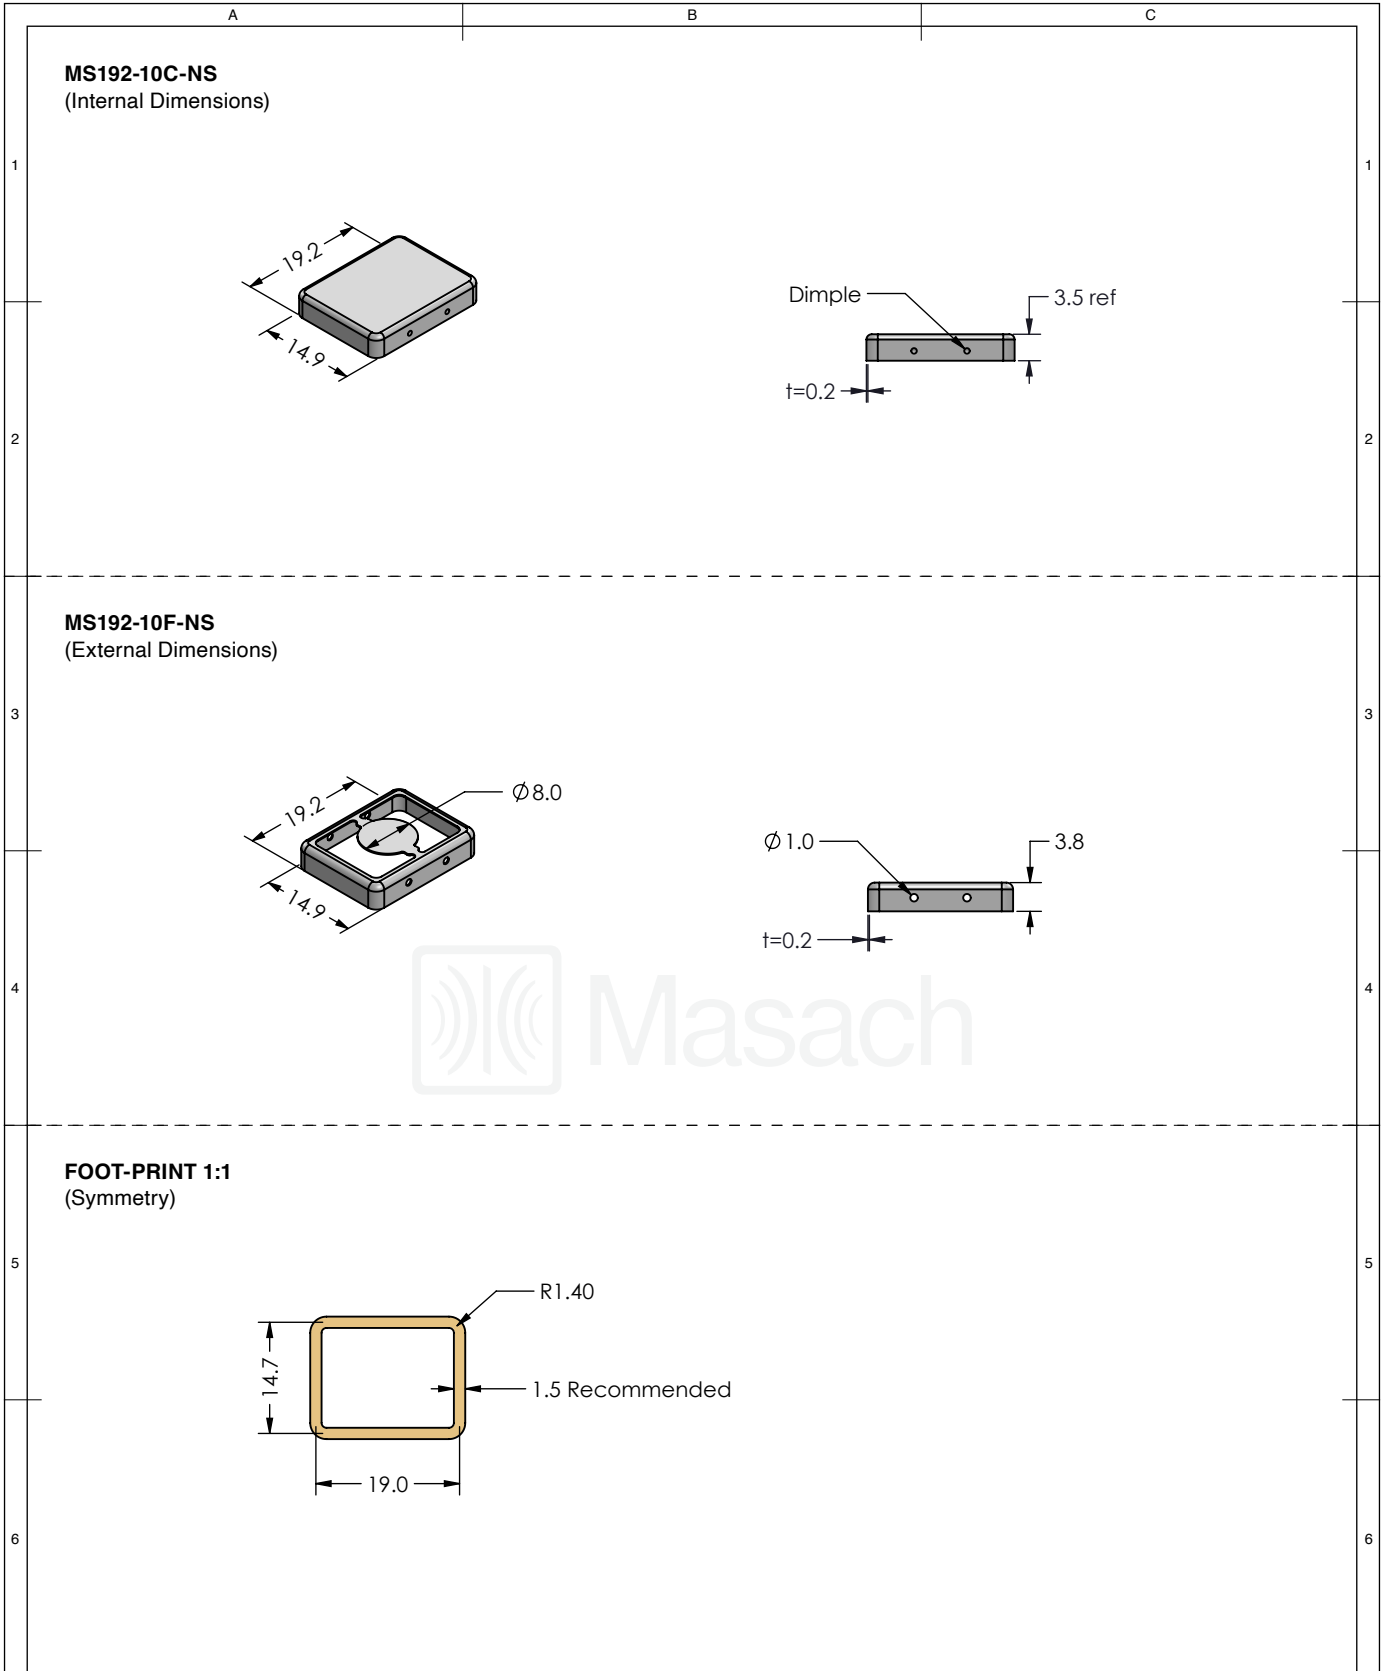 A B C
MS192-10C-NS
(Internal Dimensions)
1 1
19.2
14.9
Dimple
3.5 ref
t=0.2
2 2
MS192-10F-NS
(External Dimensions)
3 3
19.2
Ø8.0
14.9
Ø1.0
3.8
t=0.2
Masach
4 4
FOOT-PRINT 1:1
(Symmetry)
5 5
R1.40
14.7
1.5 Recommended
19.0
6 6